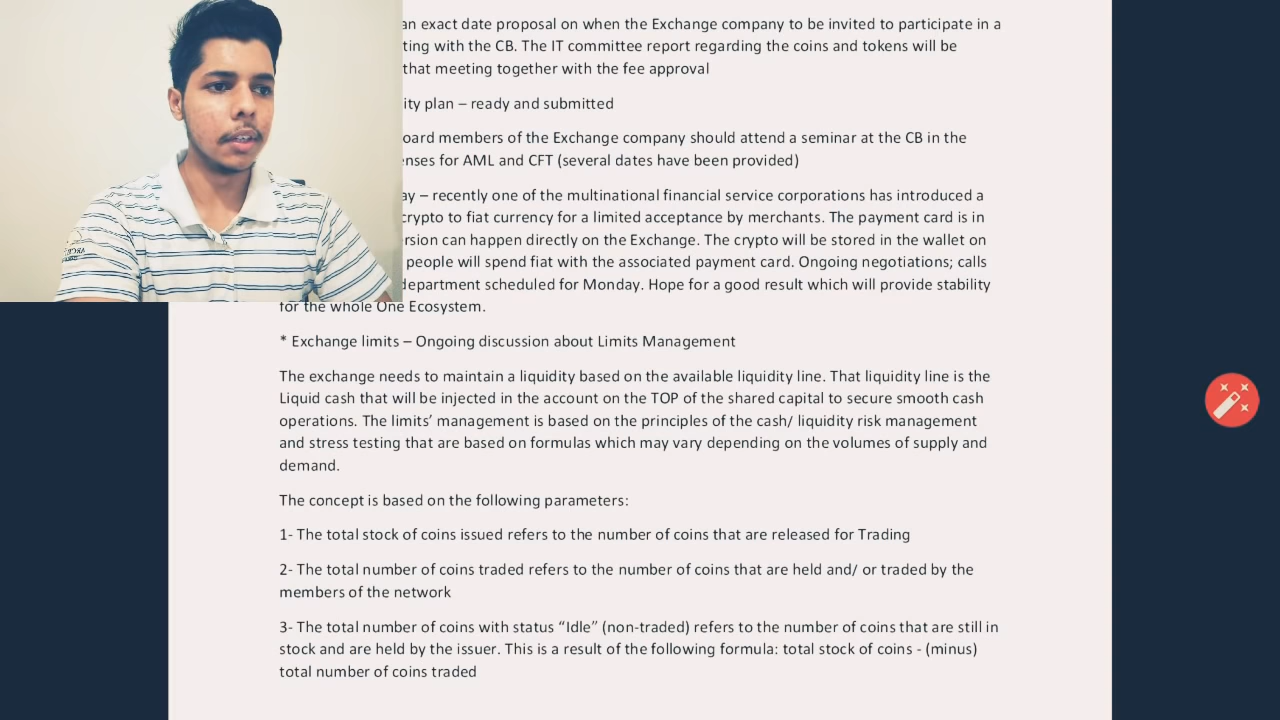 an exact date proposal on when the Exchange company to be invited to participate in a
ting with the CB. The IT committee report regarding the coins and tokens will be
that meeting together with the fee approval
ity plan – ready and submitted
oard members of the Exchange company should attend a seminar at the CB in the
enses for AML and CFT (several dates have been provided)
ay – recently one of the multinational financial service corporations has introduced a
crypto to fiat currency for a limited acceptance by merchants. The payment card is in
ersion can happen directly on the Exchange. The crypto will be stored in the wallet on
people will spend fiat with the associated payment card. Ongoing negotiations; calls
department scheduled for Monday. Hope for a good result which will provide stability
for the whole One Ecosystem.
* Exchange limits – Ongoing discussion about Limits Management
The exchange needs to maintain a liquidity based on the available liquidity line. That liquidity line is the
Liquid cash that will be injected in the account on the TOP of the shared capital to secure smooth cash
operations. The limits’ management is based on the principles of the cash/ liquidity risk management
and stress testing that are based on formulas which may vary depending on the volumes of supply and
demand.
The concept is based on the following parameters:
1- The total stock of coins issued refers to the number of coins that are released for Trading
2- The total number of coins traded refers to the number of coins that are held and/ or traded by the
members of the network
3- The total number of coins with status “Idle” (non-traded) refers to the number of coins that are still in
stock and are held by the issuer. This is a result of the following formula: total stock of coins - (minus)
total number of coins traded